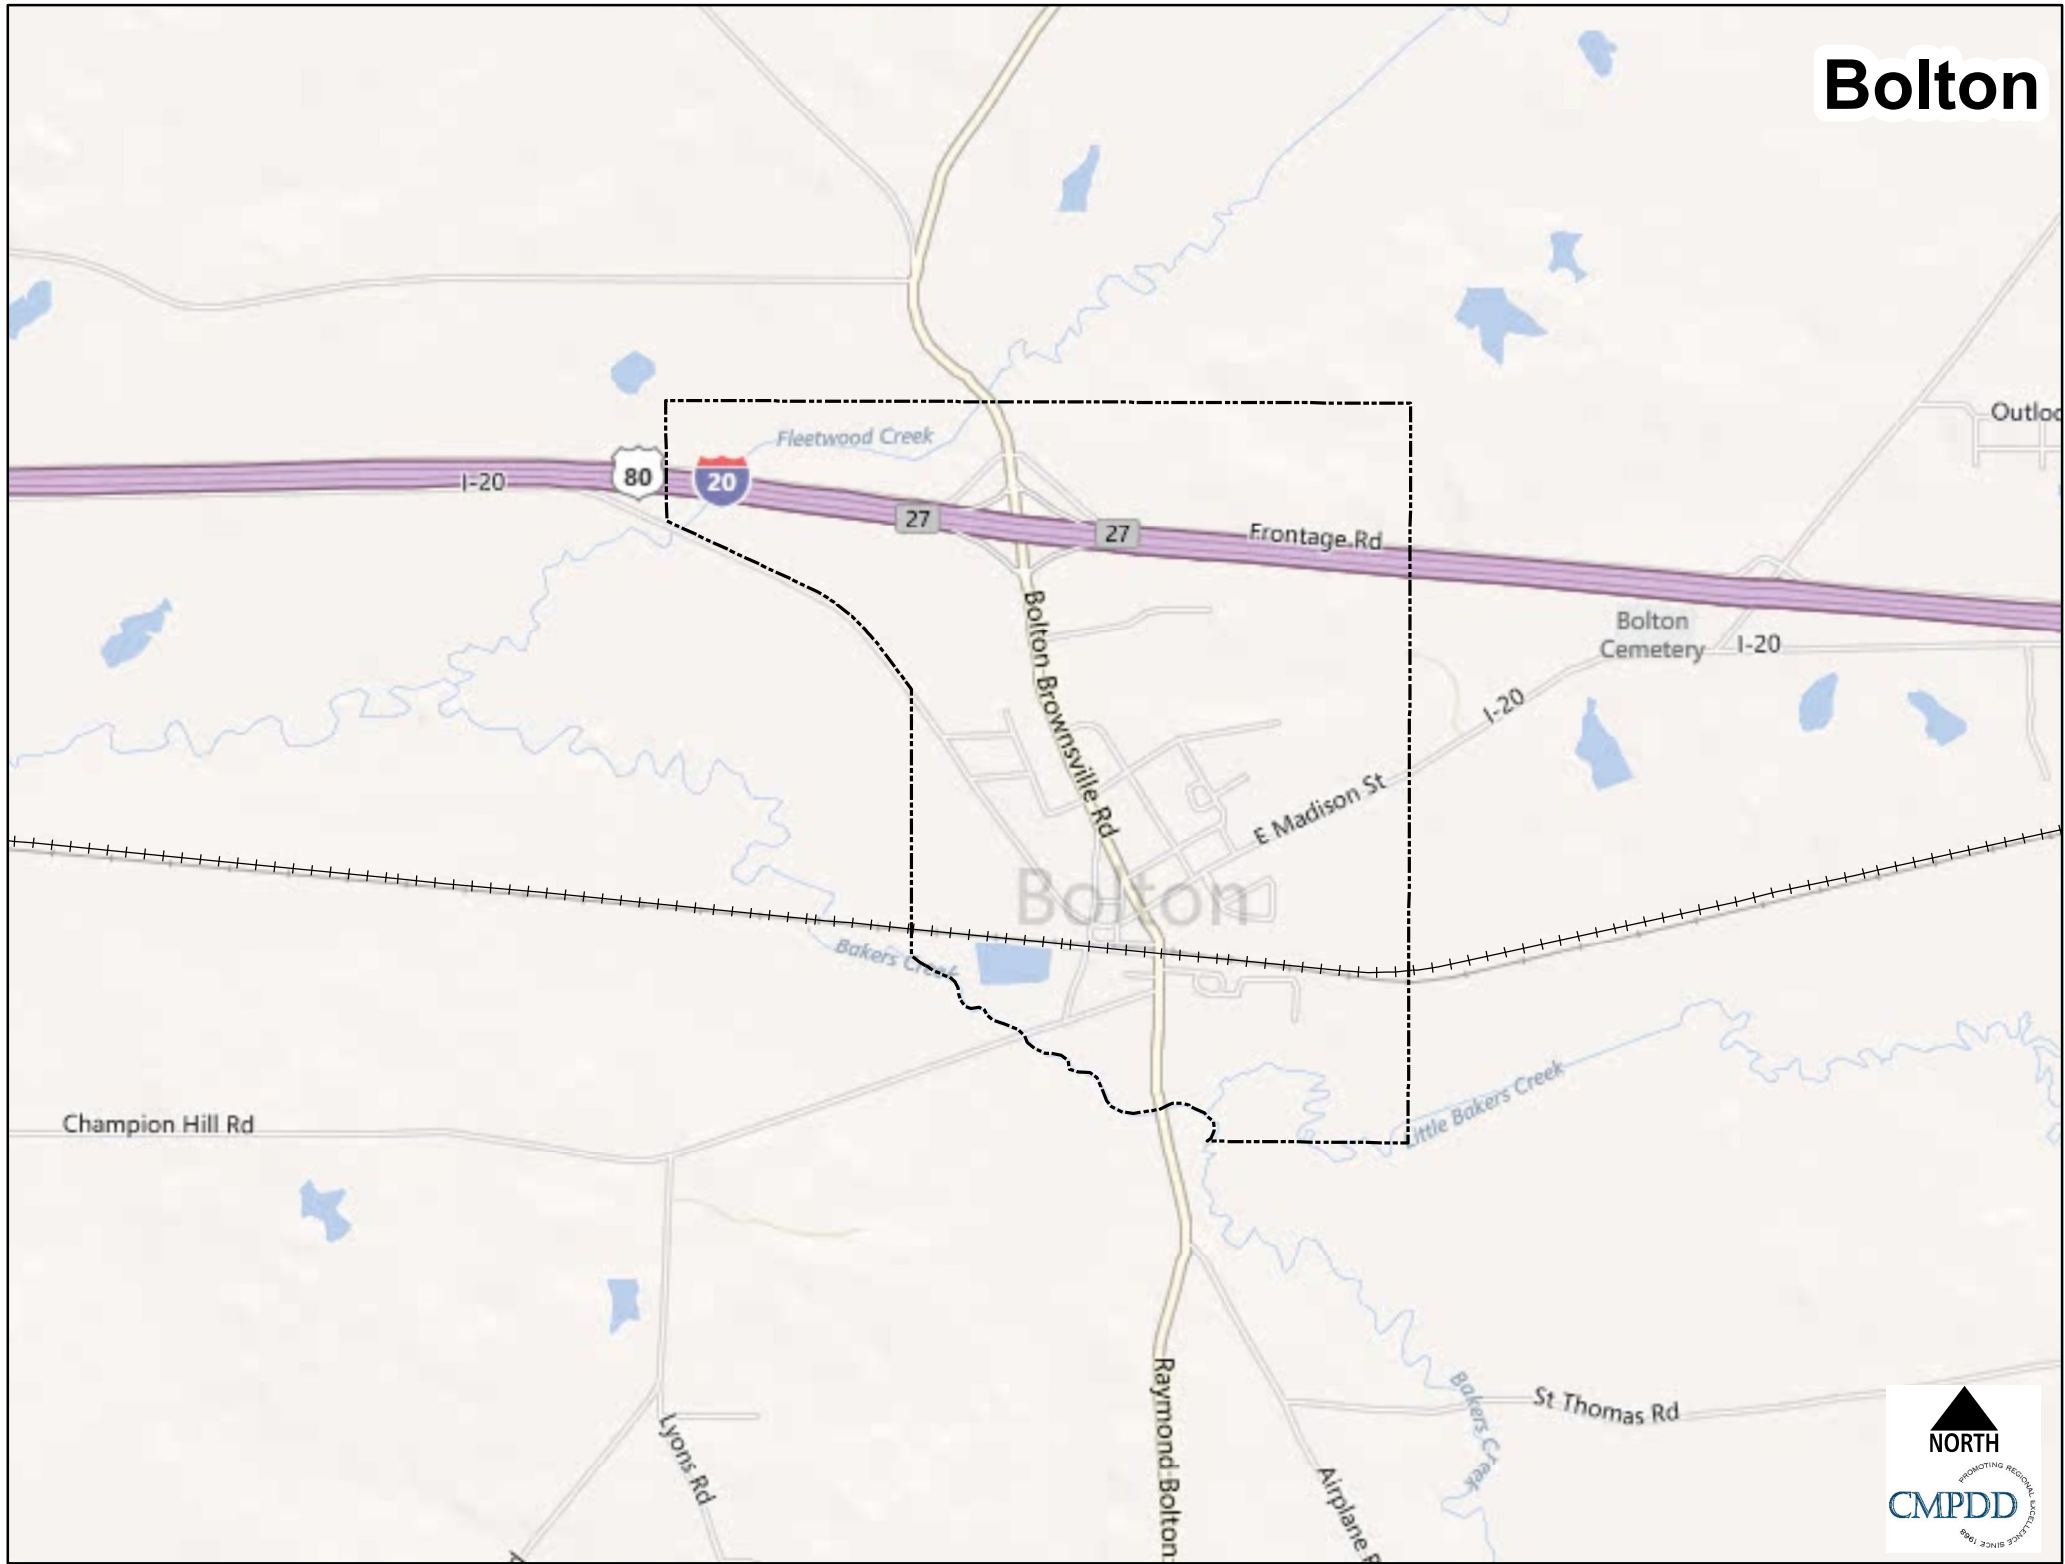 Bolton
Outloo
Fleetwood Creek
80
20
I-20
27
27
Frontage Rd
Bolton
Cemetery
I-20
Bolton-Brownsville Rd
I-20
E Madison St
Bolton
Bakers Creek
Little Bakers Creek
Champion Hill Rd
Raymond-Bolton
Bakers Creek
St Thomas Rd
Lyons Rd
Airplane R
NORTH
PROMOTING REGIONAL EXCELLENCE SINCE 1968
CMPDD